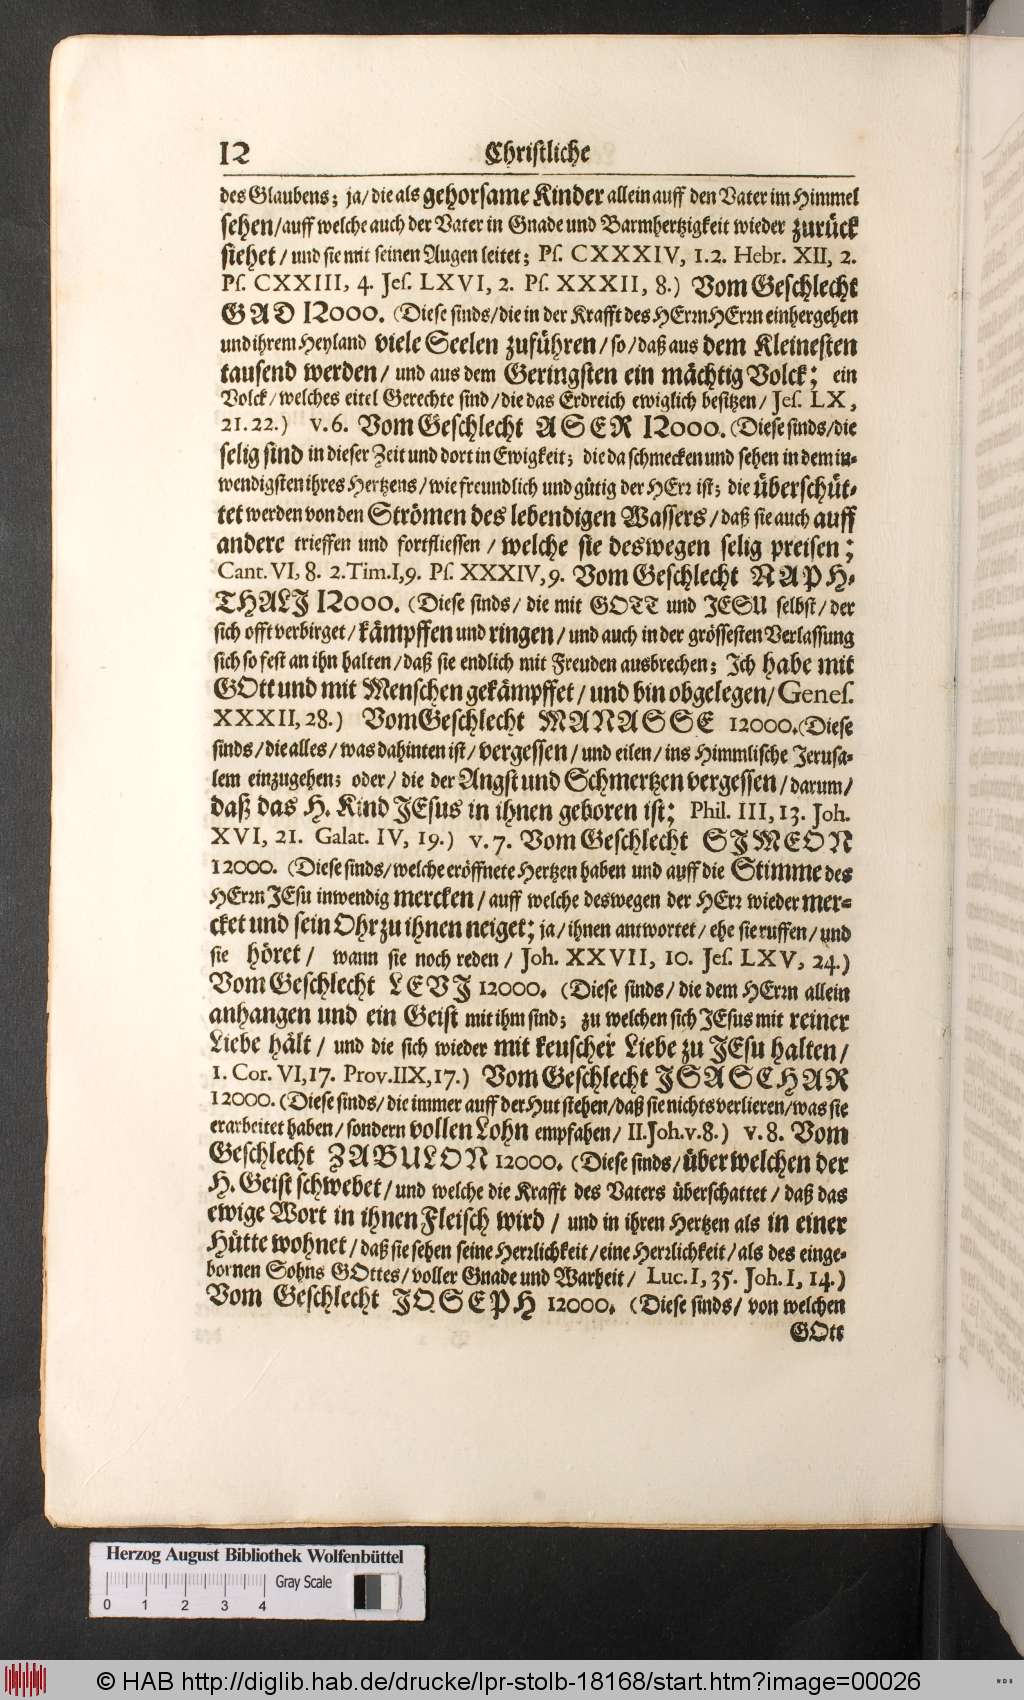 12 Christliche
des Glaubens; ja/ die als gehorsame Kinder allein auff den Vater im Himmel
sehen/ auff welche auch der Vater in Gnade und Barmhertzigkeit wieder zurück
siehet/ und sie mit seinen Augen leitet; Ps. CXXXIV, 1.2. Hebr. XII, 2.
Ps. CXXIII, 4. Jes. LXVI, 2. Ps. XXXII, 8.) Vom Geschlecht
GAD 12000. (Diese sinds/ die in der Krafft des HErrn HErrn einhergehen
und ihrem Heyland viele Seelen zuführen/ so/ daß aus dem Kleinesten
tausend werden/ und aus dem Geringsten ein mächtig Volck; ein
Volck/ welches eitel Gerechte sind/ die das Erdreich ewiglich besitzen/ Jes. LX,
21.22.) v.6. Vom Geschlecht ASER 12000. (Diese sinds/ die
selig sind in dieser Zeit und dort in Ewigkeit; die da schmecken und sehen in dem in-
wendigsten ihres Hertzens/ wie freundlich und gütig der HErr ist; die überschüt-
tet werden von den Strömen des lebendigen Wassers/ daß sie auch auff
andere trieffen und fortfliessen/ welche sie deswegen selig preisen;
Cant. VI, 8. 2.Tim.I,9. Ps. XXXIV,9. Vom Geschlecht NAPH-
THALI 12000. (Diese sinds/ die mit GOTT und JESU selbst/ der
sich offt verbirget/ kämpffen und ringen/ und auch in der grössesten Verlassung
sich so fest an ihn halten/ daß sie endlich mit Freuden ausbrechen; Ich habe mit
GOtt und mit Menschen gekämpffet/ und bin obgelegen/ Genes.
XXXII, 28.) Vom Geschlecht MANASSE 12000. (Diese
sinds/ die alles/ was dahinten ist/ vergessen/ und eilen/ ins Himmlische Jerusa-
lem einzugehen; oder/ die der Angst und Schmertzen vergessen/ darum/
daß das H. Kind JEsus in ihnen geboren ist; Phil. III, 13. Joh.
XVI, 21. Galat. IV, 19.) v. 7. Vom Geschlecht SIMEON
12000. (Diese sinds/ welche eröffnete Hertzen haben und auff die Stimme des
HErrn JEsu inwendig mercken/ auff welche deswegen der HErr wieder mer-
cket und sein Ohr zu ihnen neiget; ja/ ihnen antwortet/ ehe sie ruffen/ und
sie höret/ wann sie noch reden/ Joh. XXVII, 10. Jes. LXV, 24.)
Vom Geschlecht LEVI 12000. (Diese sinds/ die dem HErrn allein
anhangen und ein Geist mit ihm sind; zu welchen sich JEsus mit reiner
Liebe hält/ und die sich wieder mit keuscher Liebe zu JEsu halten/
1. Cor. VI,17. Prov. IIX,17.) Vom Geschlecht ISASCHAR
12000. (Diese sinds/ die immer auff der Hut stehen/ daß sie nichts verlieren/ was sie
erarbeitet haben/ sondern vollen Lohn empfahen/ II.Joh.v.8.) v. 8. Vom
Geschlecht ZABULON 12000. (Diese sinds/ über welchen der
H. Geist schwebet/ und welche die Krafft des Vaters überschattet/ daß das
ewige Wort in ihnen Fleisch wird/ und in ihren Hertzen als in einer
Hütte wohnet/ daß sie sehen seine Herrlichkeit/ eine Herrlichkeit/ als des einge-
bornen Sohns GOttes/ voller Gnade und Warheit/ Luc. I, 35. Joh. I, 14.)
Vom Geschlecht JOSEPH 12000. (Diese sinds/ von welchen
GOtt
Herzog August Bibliothek Wolfenbüttel
Gray Scale
0 1 2 3 4
© HAB http://diglib.hab.de/drucke/lpr-stolb-18168/start.htm?image=00026